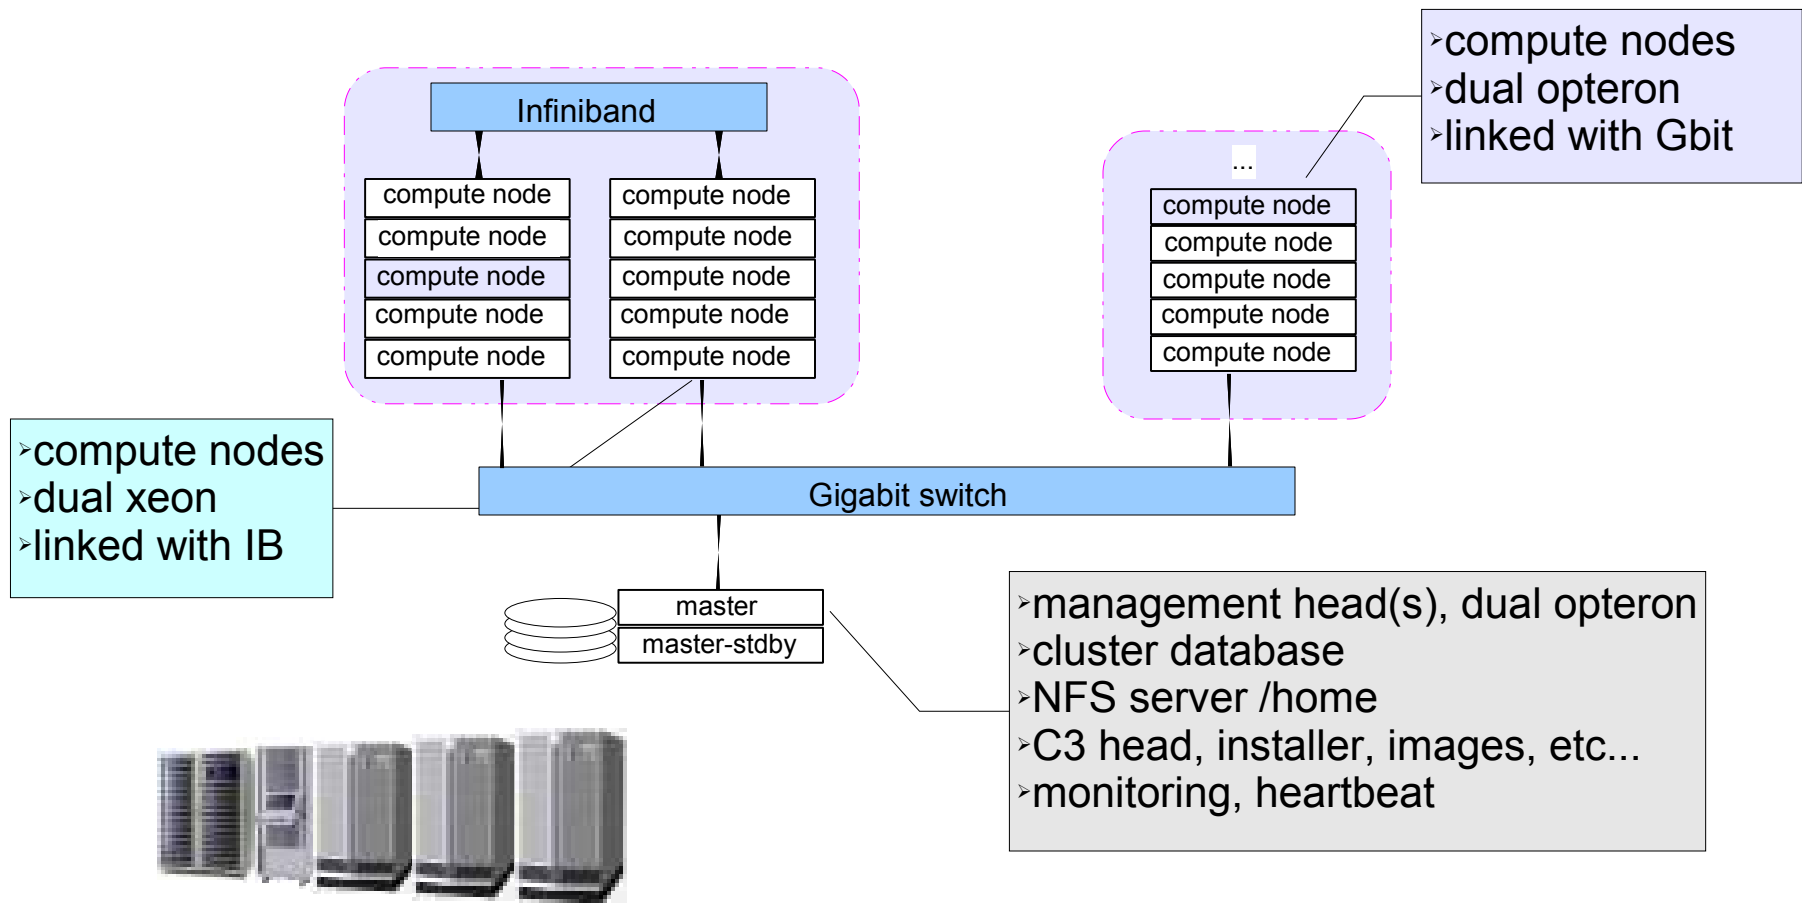 ➢compute nodes
➢dual opteron
➢linked with Gbit
Infiniband
compute node
compute node
compute node
compute node
compute node
compute node
compute node
compute node
compute node
compute node
...
compute node
compute node
compute node
compute node
compute node
➢compute nodes
➢dual xeon
➢linked with IB
Gigabit switch
master
master-stdby
➢management head(s), dual opteron
➢cluster database
➢NFS server /home
➢C3 head, installer, images, etc...
➢monitoring, heartbeat